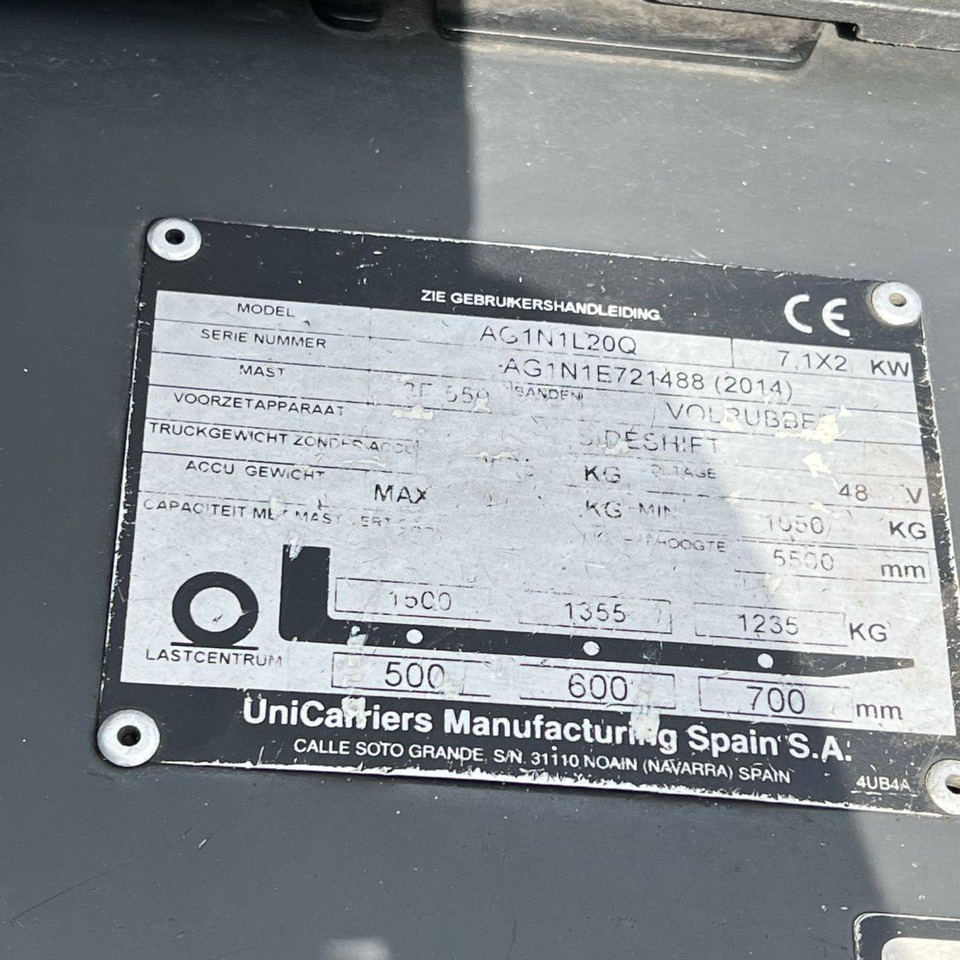 ZIE GEBRUIKERSHANDLEIDING
CE
MODEL AG1N1L20Q 7,1X2 KW
SERIE NUMMER AG1N1E721488 (2014)
MAST 550 BANDEN VOLRUBBER
VOORZETAPPARAAT SIDESHIFT
TRUCKGEWICHT ZONDER ACCU KG 48 V
ACCU GEWICHT MAX KG MIN 1050 KG
CAPACITEIT MET MAST HOOGTE 5500 mm
1500 1355 1235 KG
LASTCENTRUM 500 600 700 mm
UniCarriers Manufacturing Spain S.A.
CALLE SOTO GRANDE, S/N. 31110 NOAIN (NAVARRA) SPAIN
4UB4A